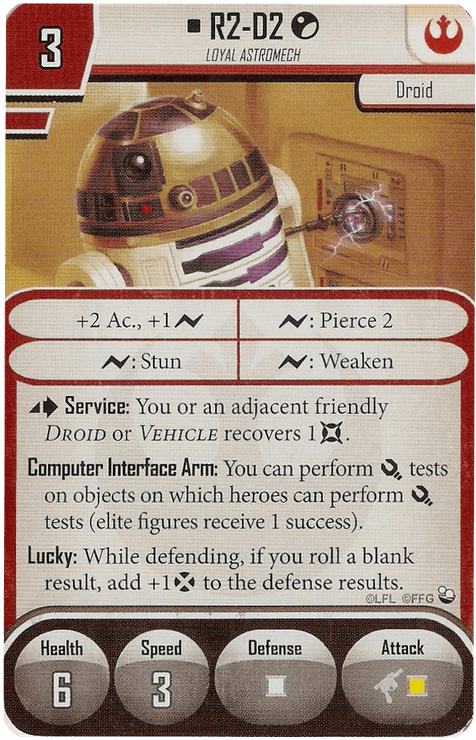 3
R2-D2
LOYAL ASTROMECH
Droid
+2 Ac., +1
: Pierce 2
: Stun
: Weaken
Service: You or an adjacent friendly
DROID or VEHICLE recovers 1 .
Computer Interface Arm: You can perform tests
on objects on which heroes can perform
tests (elite figures receive 1 success).
Lucky: While defending, if you roll a blank
result, add +1 to the defense results.
©LFL ©FFG
Health
6
Speed
3
Defense
Attack